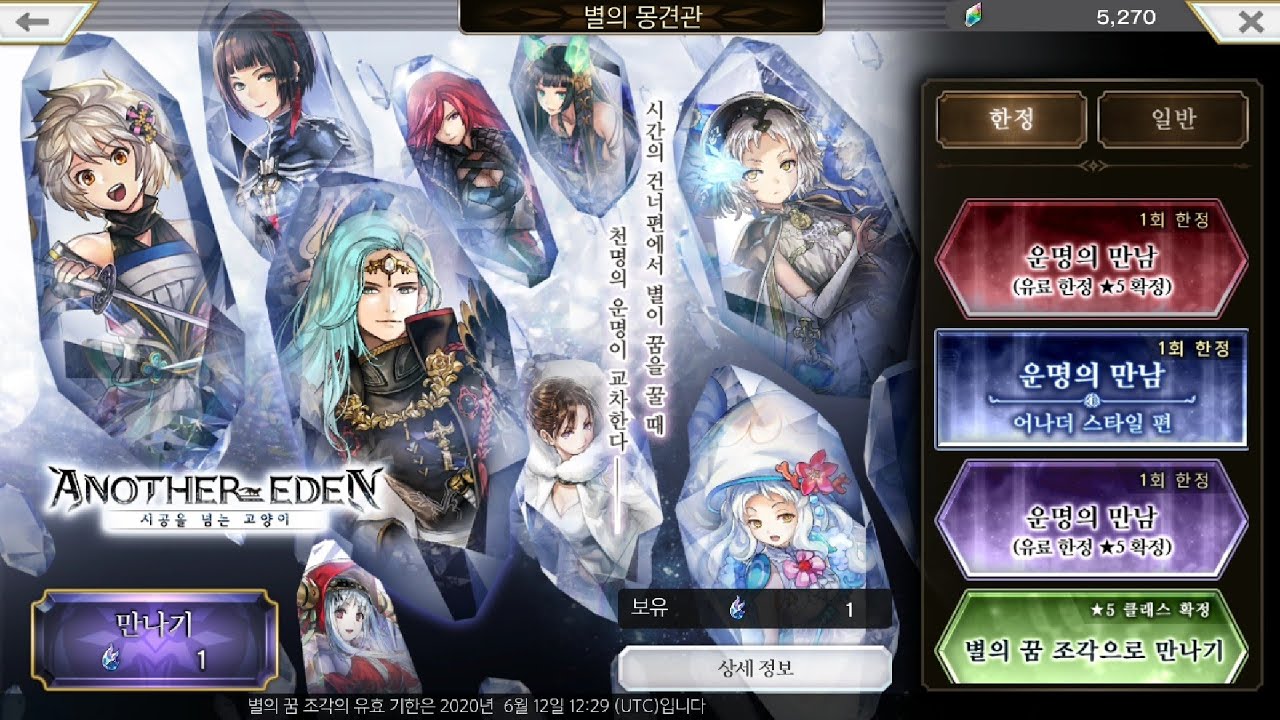 별의 몽견관
5,270
시간의 건너편에서 별이 꿈을 꿀 때
천명의 운명이 교차한다──
ANOTHER EDEN
시공을 넘는 고양이
만나기
1
보유
1
상세 정보
별의 꿈 조각의 유효 기한은 2020년 6월 12일 12:29 (UTC)입니다
한정
일반
1회 한정
운명의 만남
(유료 한정 ★5 확정)
1회 한정
운명의 만남
어나더 스타일 편
1회 한정
운명의 만남
(유료 한정 ★5 확정)
★5 클래스 확정
별의 꿈 조각으로 만나기